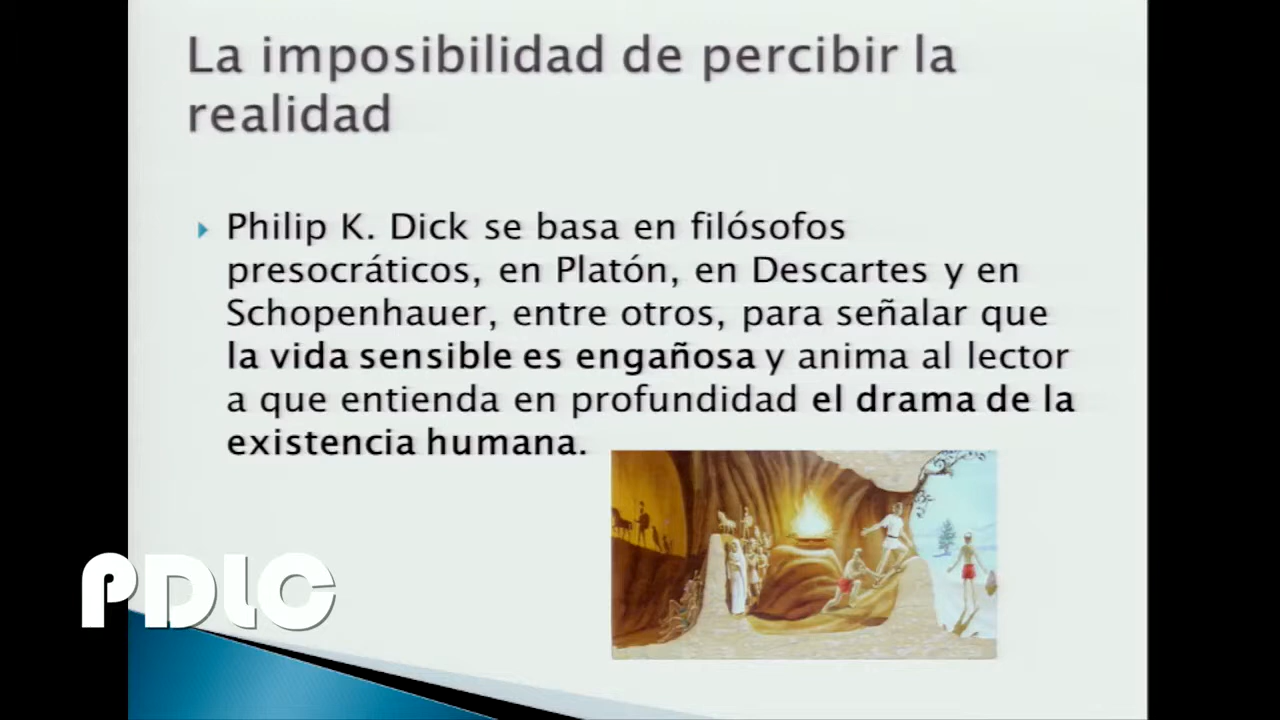 La imposibilidad de percibir la
realidad
Philip K. Dick se basa en filósofos
presocráticos, en Platón, en Descartes y en
Schopenhauer, entre otros, para señalar que
la vida sensible es engañosa y anima al lector
a que entienda en profundidad el drama de la
existencia humana.
PDLC